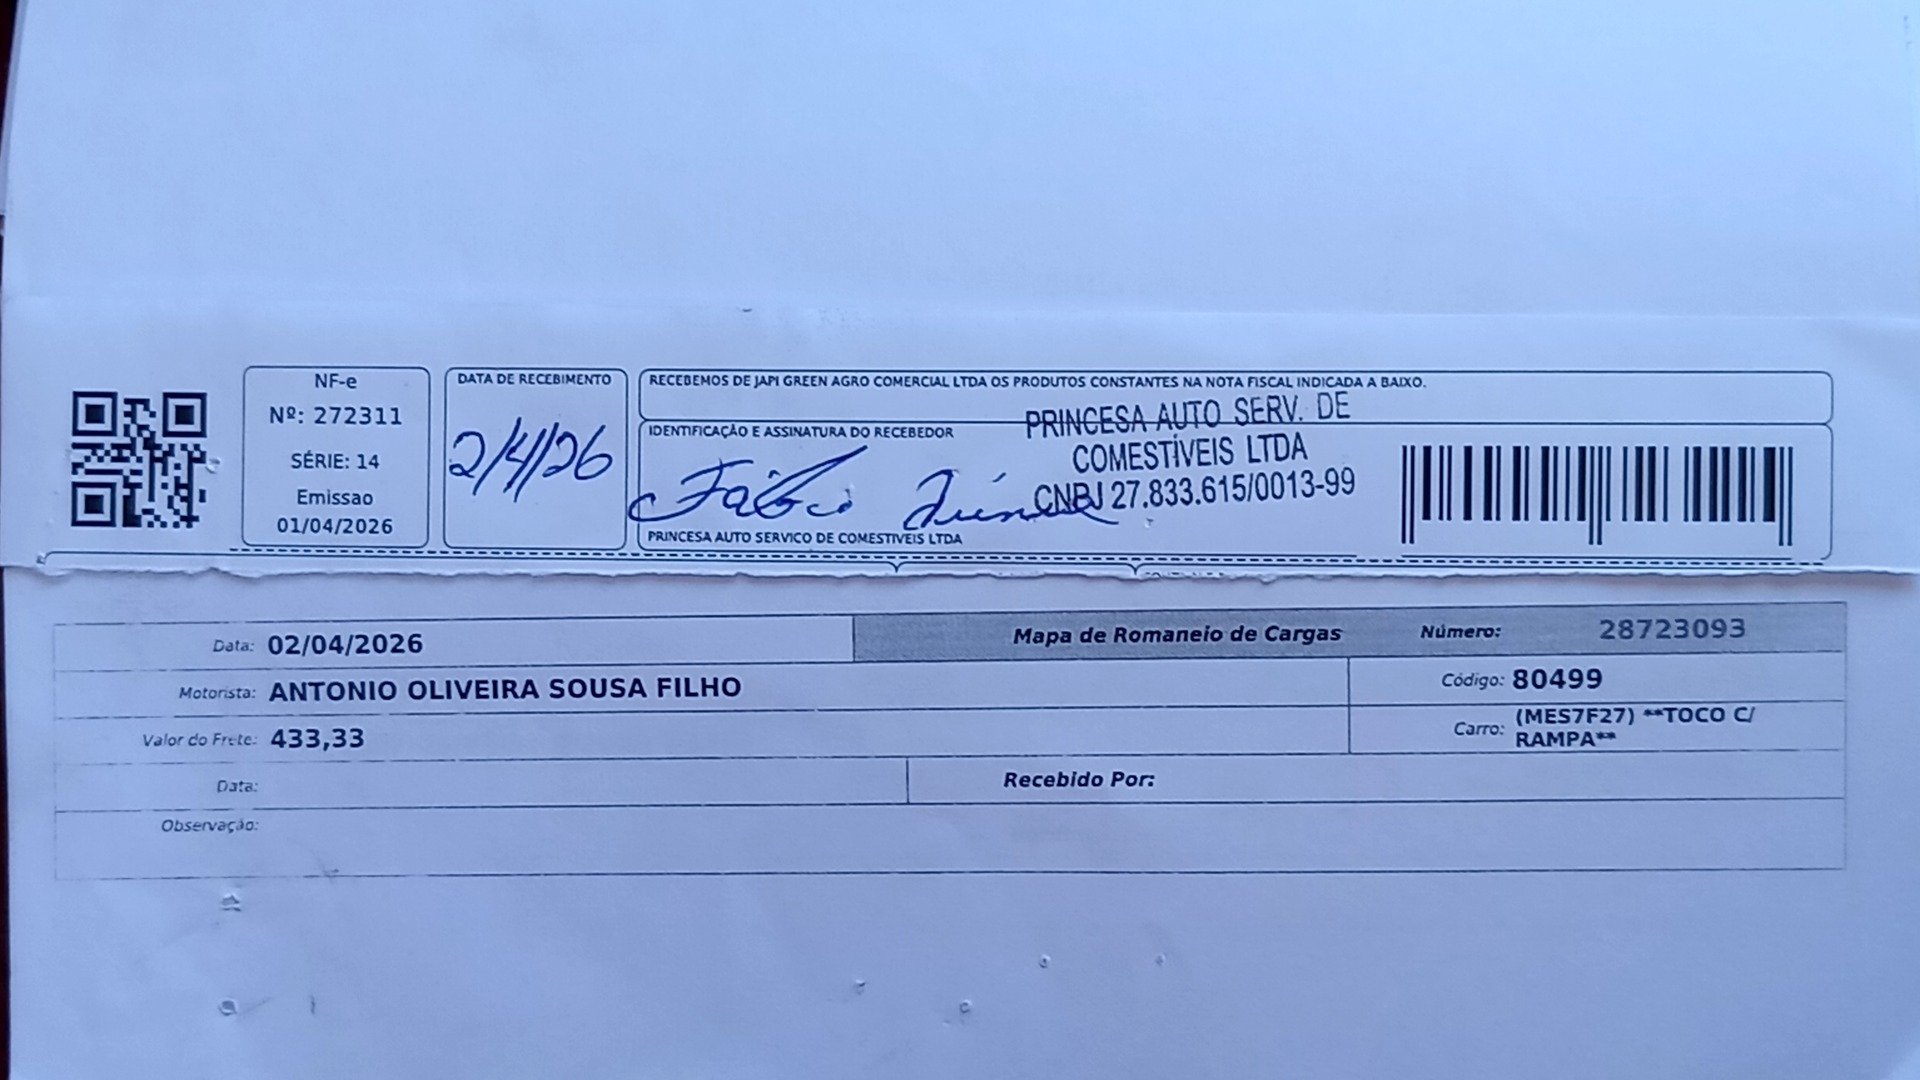 NF-e
Nº: 272311
SÉRIE: 14
Emissao
01/04/2026
DATA DE RECEBIMENTO
2/4/26
RECEBEMOS DE JAPI GREEN AGRO COMERCIAL LTDA OS PRODUTOS CONSTANTES NA NOTA FISCAL INDICADA A BAIXO.
IDENTIFICAÇÃO E ASSINATURA DO RECEBEDOR
PRINCESA AUTO SERV. DE
COMESTÍVEIS LTDA
CNPJ 27.833.615/0013-99
Fábio
PRINCESA AUTO SERVICO DE COMESTIVEIS LTDA
Data: 02/04/2026
Mapa de Romaneio de Cargas
Número: 28723093
Motorista: ANTONIO OLIVEIRA SOUSA FILHO
Código: 80499
Valor do Frete: 433,33
Carro: (MES7F27) **TOCO C/
RAMPA**
Data:
Recebido Por:
Observação: